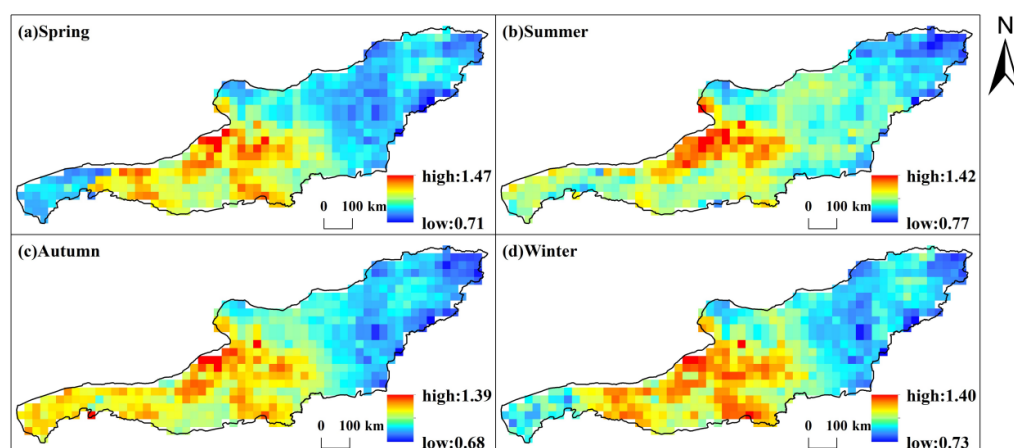 (a)Spring
high:1.47
0 100 km
low:0.71
(b)Summer
high:1.42
0 100 km
low:0.77
N
(c)Autumn
high:1.39
0 100 km
low:0.68
(d)Winter
high:1.40
0 100 km
low:0.73